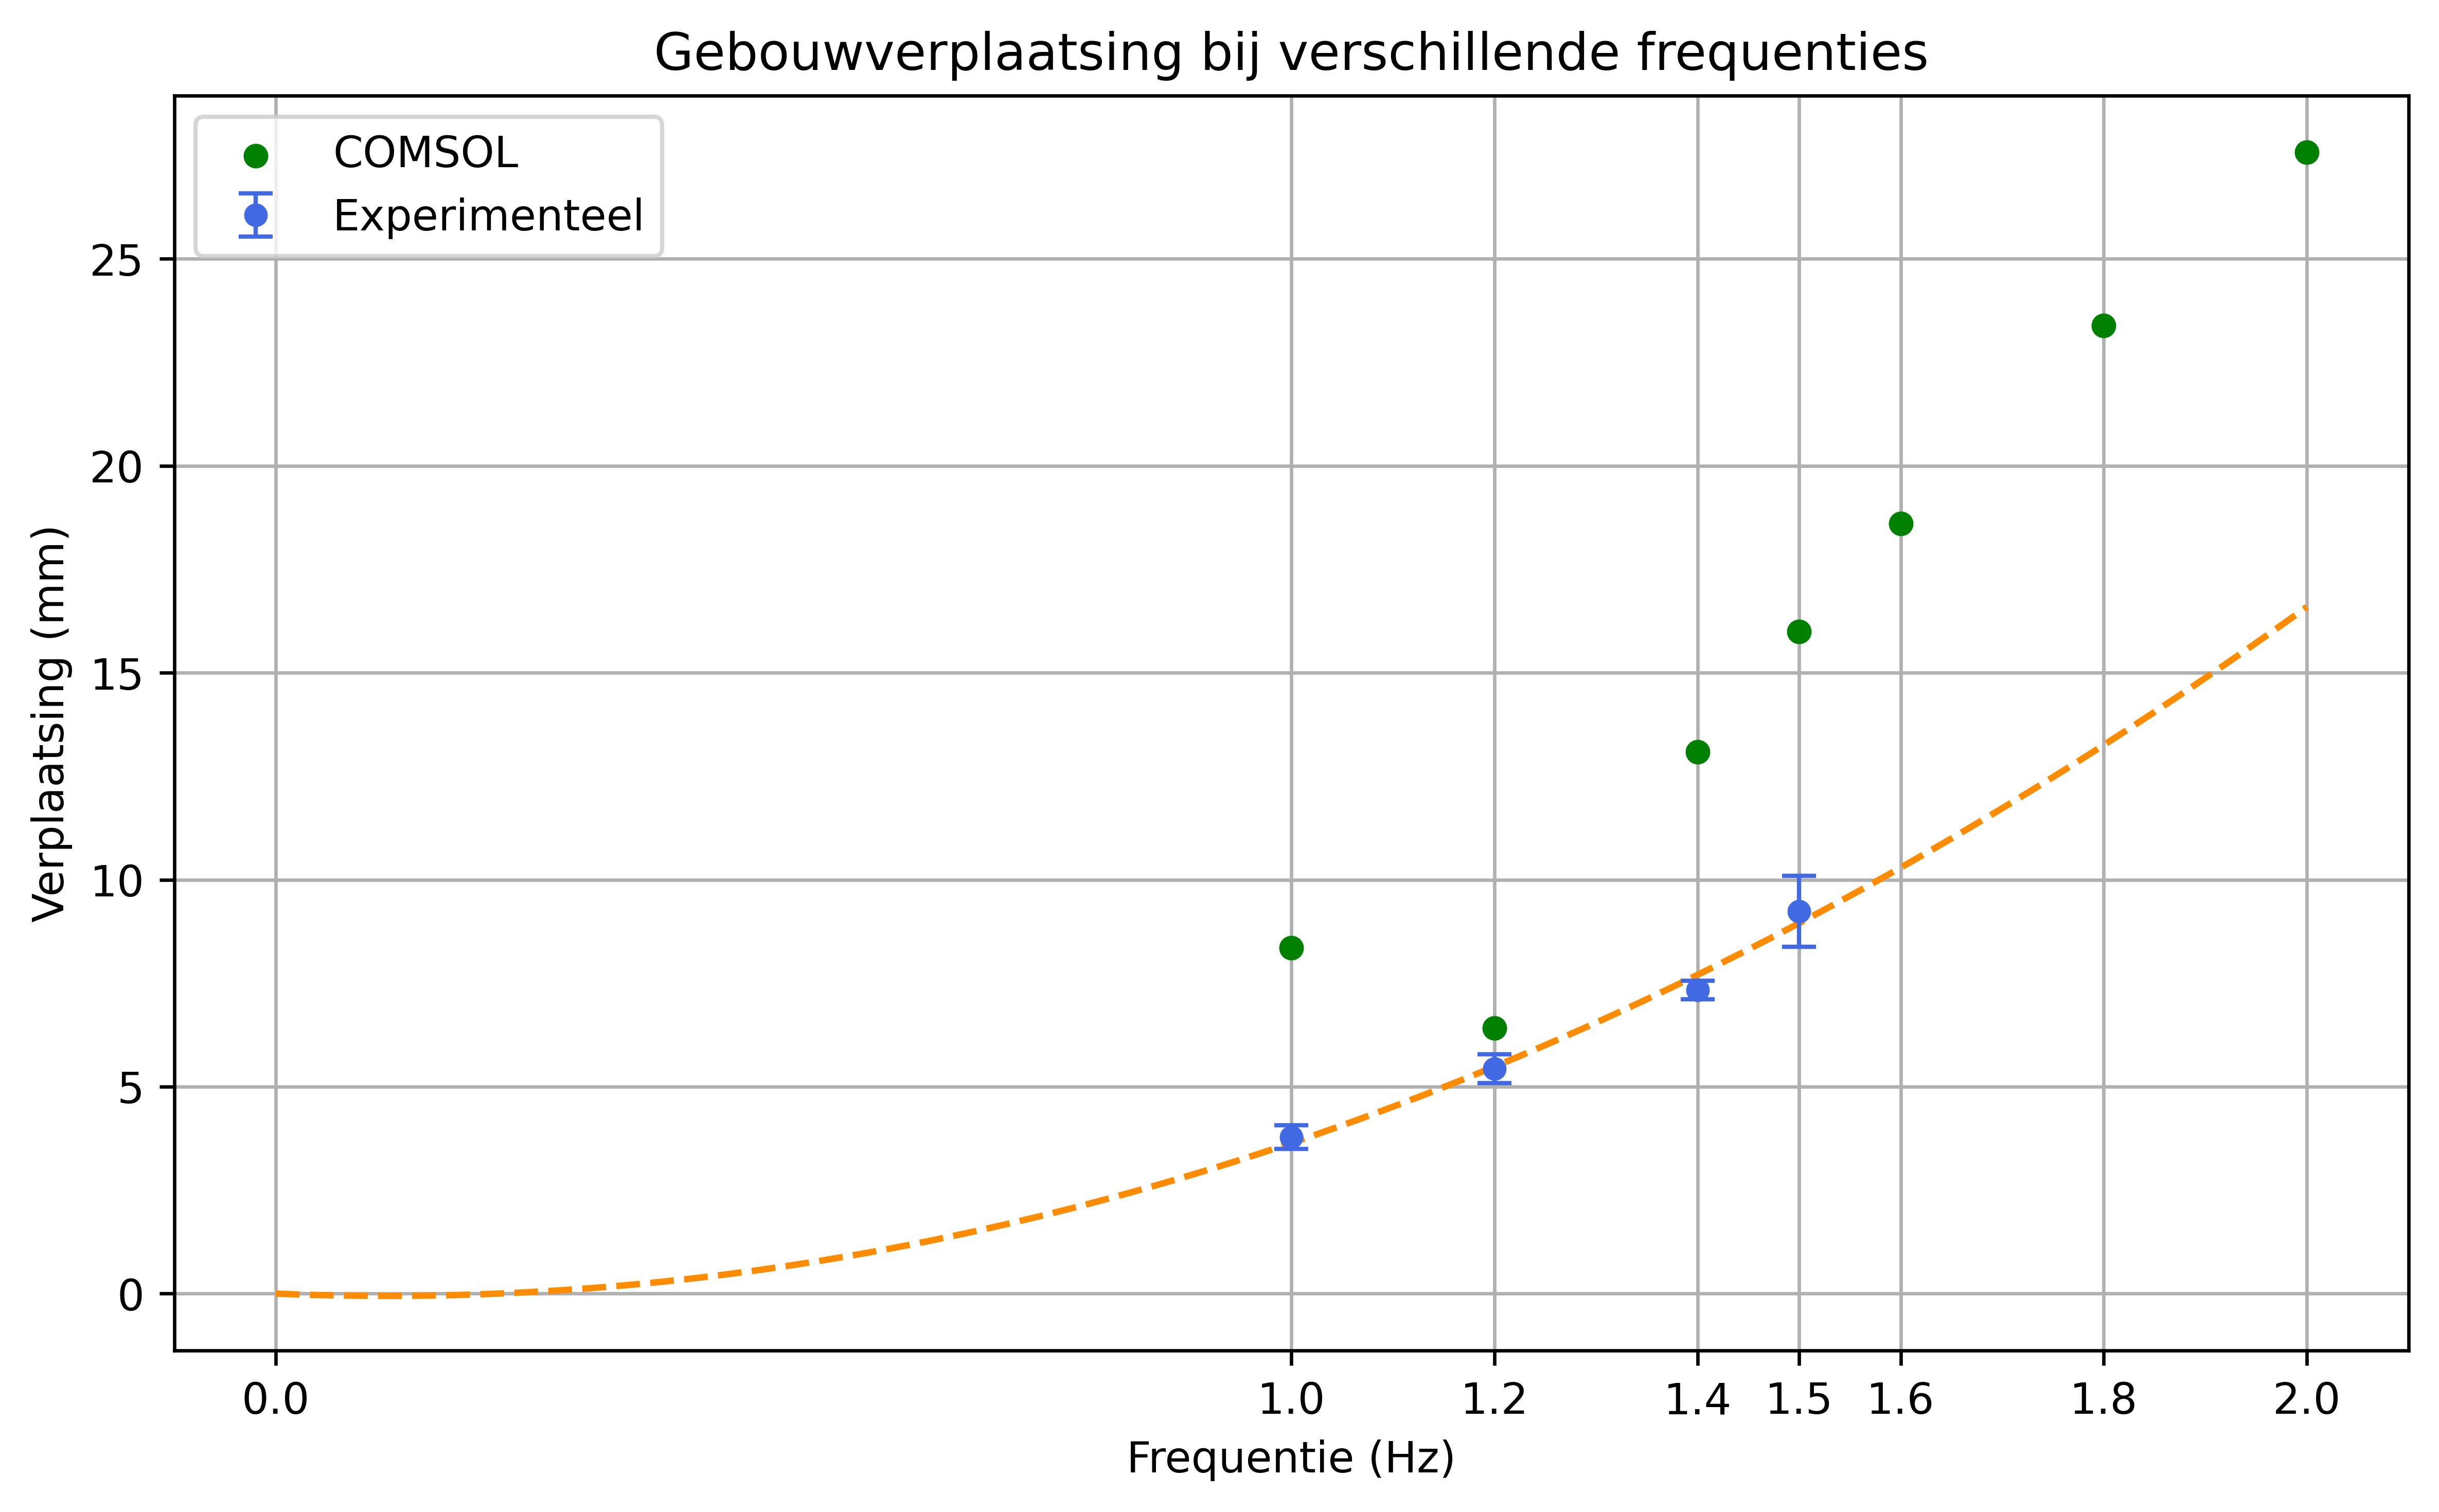 Gebouwverplaatsing bij verschillende frequenties
COMSOL
Experimenteel
25
20
15
10
5
0
Verplaatsing (mm)
0.0 1.0 1.2 1.4 1.5 1.6 1.8 2.0
Frequentie (Hz)